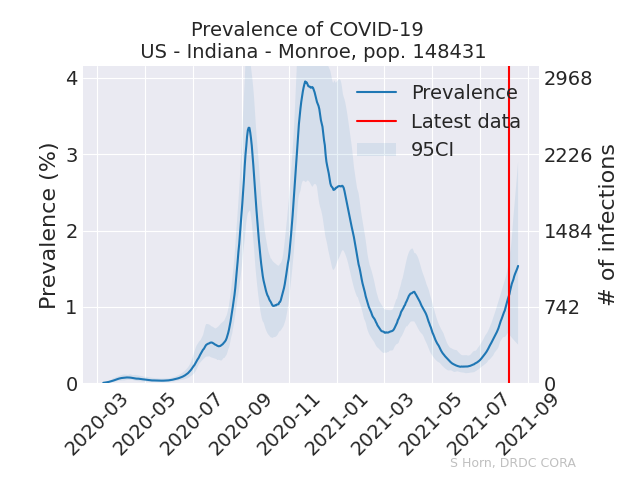 Prevalence of COVID-19
US - Indiana - Monroe, pop. 148431
Prevalence (%)
4
3
2
1
0
Prevalence
Latest data
95CI
2968
2226
1484
742
0
# of infections
2020-03
2020-05
2020-07
2020-09
2020-11
2021-01
2021-03
2021-05
2021-07
2021-09
S Horn, DRDC CORA